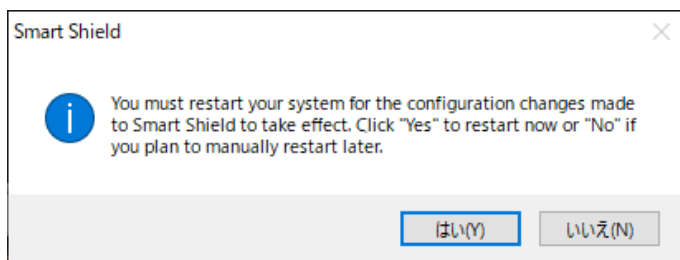 Smart Shield
You must restart your system for the configuration changes made
to Smart Shield to take effect. Click "Yes" to restart now or "No" if
you plan to manually restart later.
はい(Y)
いいえ(N)